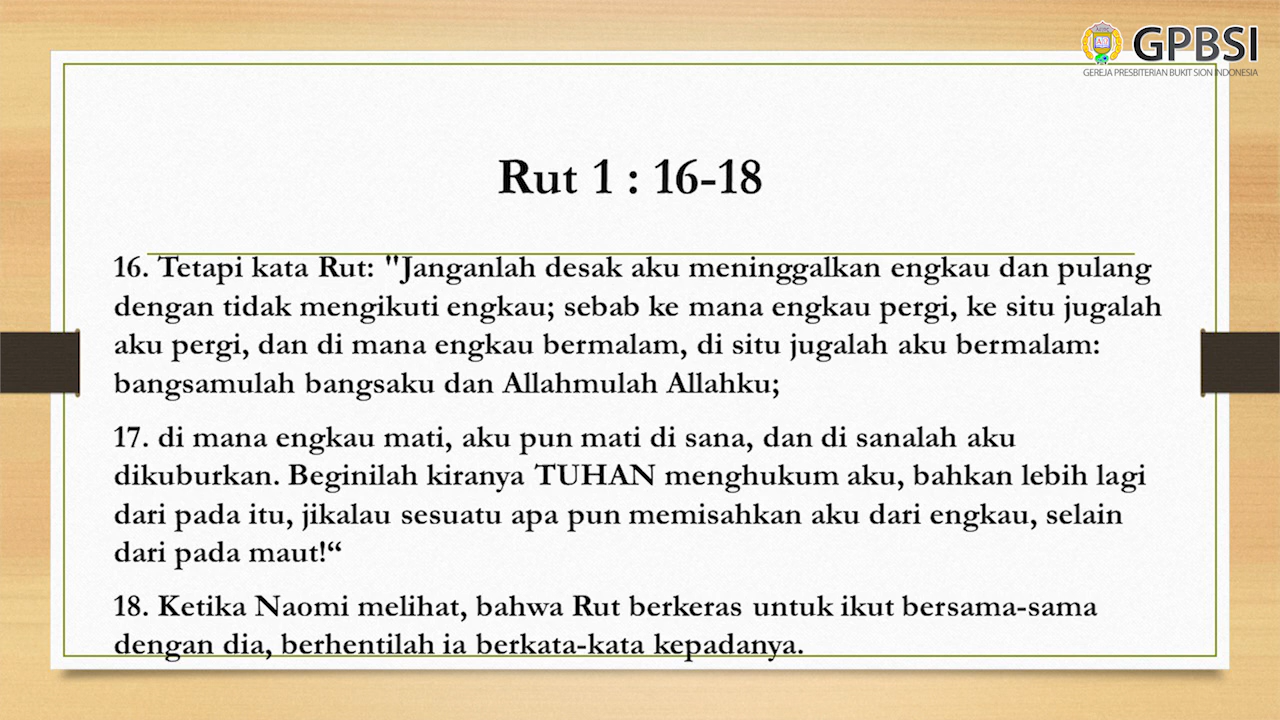 GPBSI
GEREJA PRESBITERIAN BUKIT SION INDONESIA
Rut 1 : 16-18
16. Tetapi kata Rut: "Janganlah desak aku meninggalkan engkau dan pulang
dengan tidak mengikuti engkau; sebab ke mana engkau pergi, ke situ jugalah
aku pergi, dan di mana engkau bermalam, di situ jugalah aku bermalam:
bangsamulah bangsaku dan Allahmulah Allahku;
17. di mana engkau mati, aku pun mati di sana, dan di sanalah aku
dikuburkan. Beginilah kiranya TUHAN menghukum aku, bahkan lebih lagi
dari pada itu, jikalau sesuatu apa pun memisahkan aku dari engkau, selain
dari pada maut!“
18. Ketika Naomi melihat, bahwa Rut berkeras untuk ikut bersama-sama
dengan dia, berhentilah ia berkata-kata kepadanya.